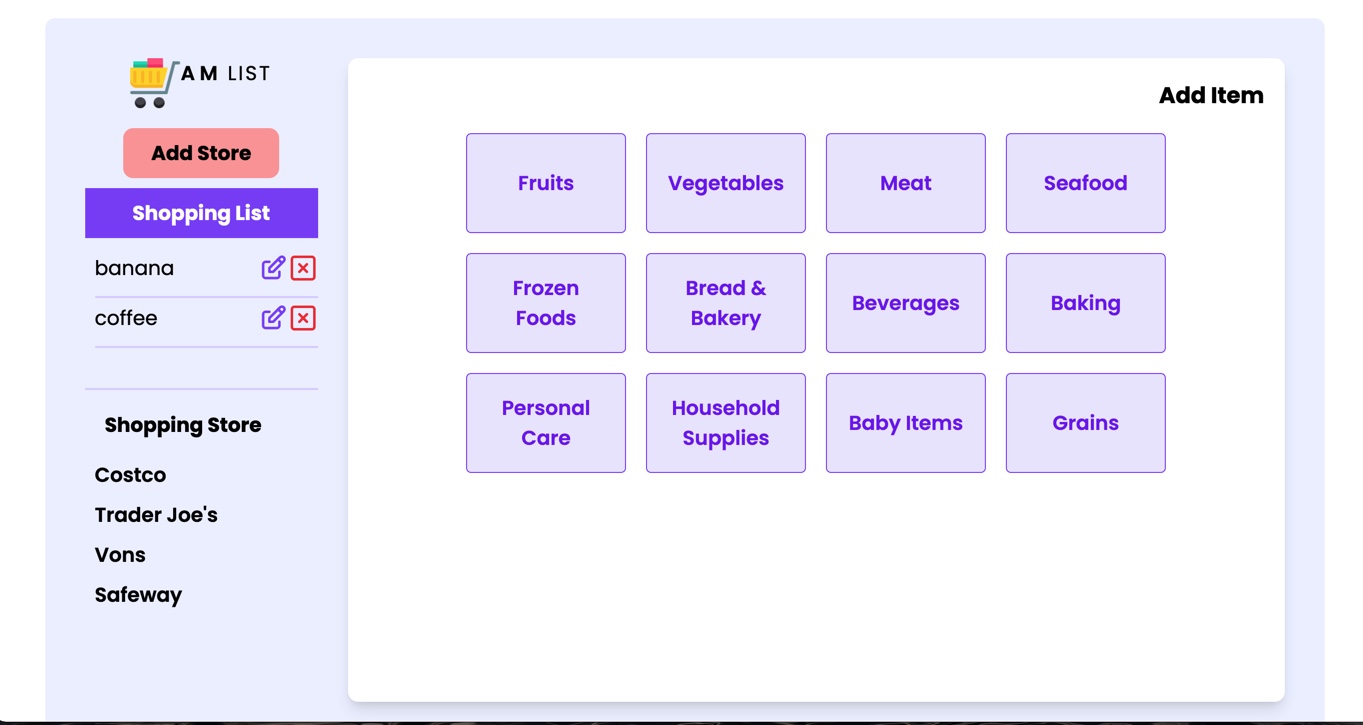 AM LIST
Add Store
Shopping List
banana
coffee
Shopping Store
Costco
Trader Joe's
Vons
Safeway
Add Item
Fruits
Vegetables
Meat
Seafood
Frozen
Foods
Bread &
Bakery
Beverages
Baking
Personal
Care
Household
Supplies
Baby Items
Grains